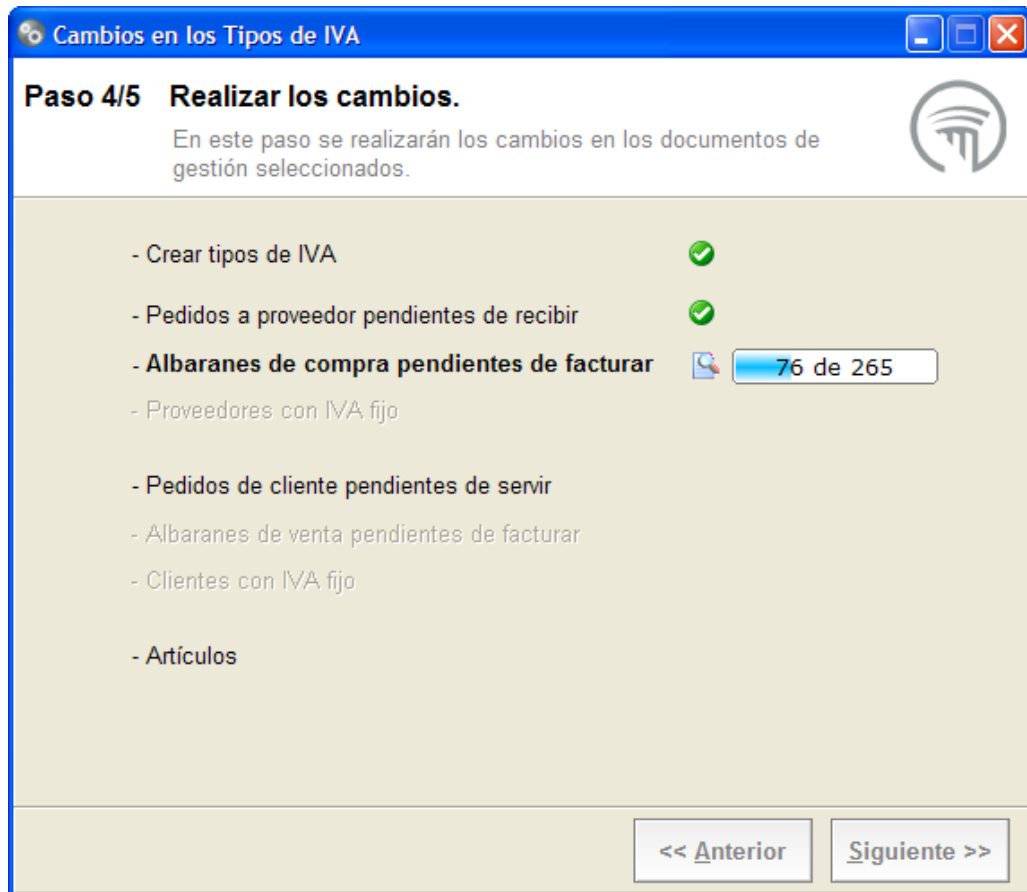 Cambios en los Tipos de IVA
Paso 4/5 Realizar los cambios.
En este paso se realizarán los cambios en los documentos de
gestión seleccionados.
- Crear tipos de IVA
- Pedidos a proveedor pendientes de recibir
- Albaranes de compra pendientes de facturar 76 de 265
- Proveedores con IVA fijo
- Pedidos de cliente pendientes de servir
- Albaranes de venta pendientes de facturar
- Clientes con IVA fijo
- Artículos
<< Anterior Siguiente >>